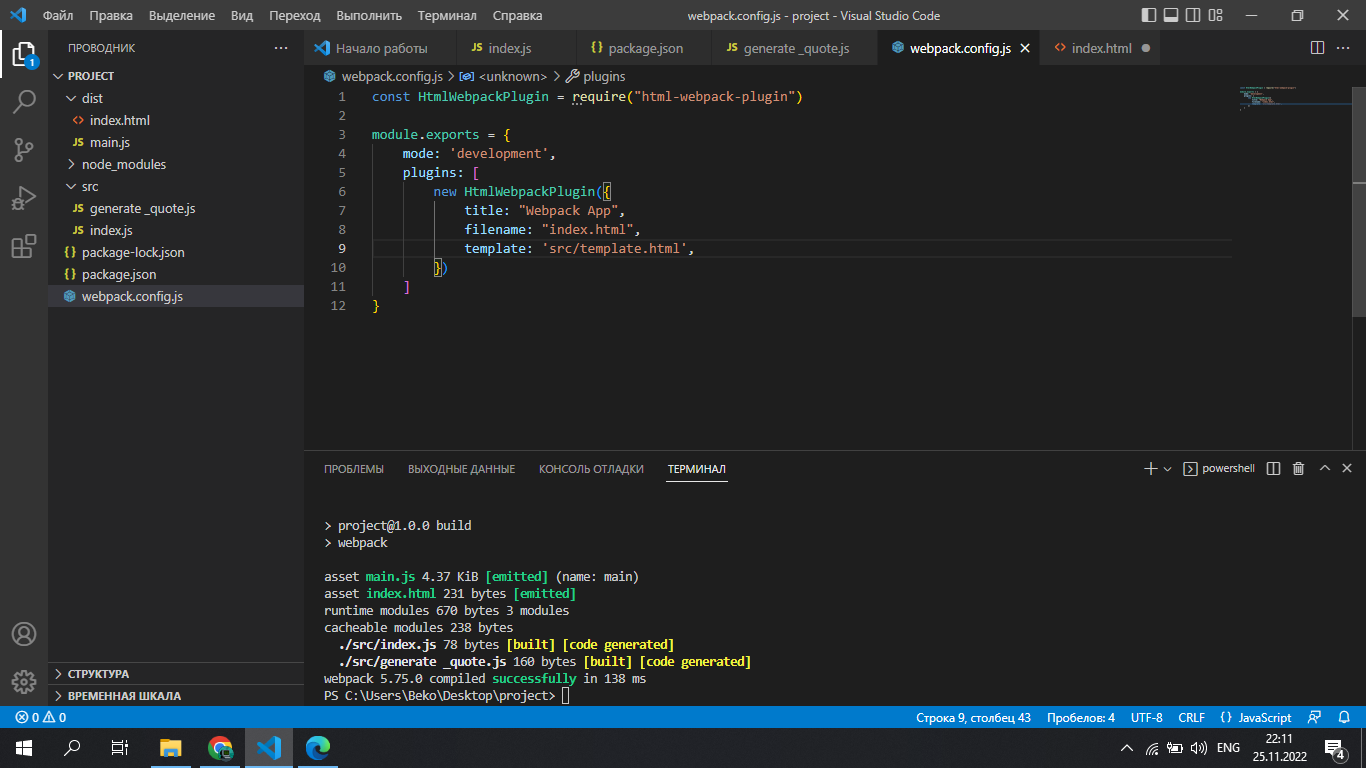 Файл Правка Выделение Вид Переход Выполнить Терминал Справка webpack.config.js - project - Visual Studio Code
ПРОВОДНИК
Начало работы JS index.js {} package.json JS generate _quote.js webpack.config.js <> index.html
1
PROJECT
dist
<> index.html
JS main.js
node_modules
src
JS generate _quote.js
JS index.js
{} package-lock.json
{} package.json
webpack.config.js
СТРУКТУРА
ВРЕМЕННАЯ ШКАЛА
webpack.config.js > <unknown> > plugins
1 const HtmlWebpackPlugin = require("html-webpack-plugin")
2
3 module.exports = {
4 mode: 'development',
5 plugins: [
6 new HtmlWebpackPlugin({
7 title: "Webpack App",
8 filename: "index.html",
9 template: 'src/template.html',
10 })
11 ]
12 }
ПРОБЛЕМЫ ВЫХОДНЫЕ ДАННЫЕ КОНСОЛЬ ОТЛАДКИ ТЕРМИНАЛ powershell
> project@1.0.0 build
> webpack
asset main.js 4.37 KiB [emitted] (name: main)
asset index.html 231 bytes [emitted]
runtime modules 670 bytes 3 modules
cacheable modules 238 bytes
./src/index.js 78 bytes [built] [code generated]
./src/generate _quote.js 160 bytes [built] [code generated]
webpack 5.75.0 compiled successfully in 138 ms
PS C:\Users\Beko\Desktop\project>
0 0 Строка 9, столбец 43 Пробелов: 4 UTF-8 CRLF {} JavaScript
ENG 22:11
25.11.2022 4